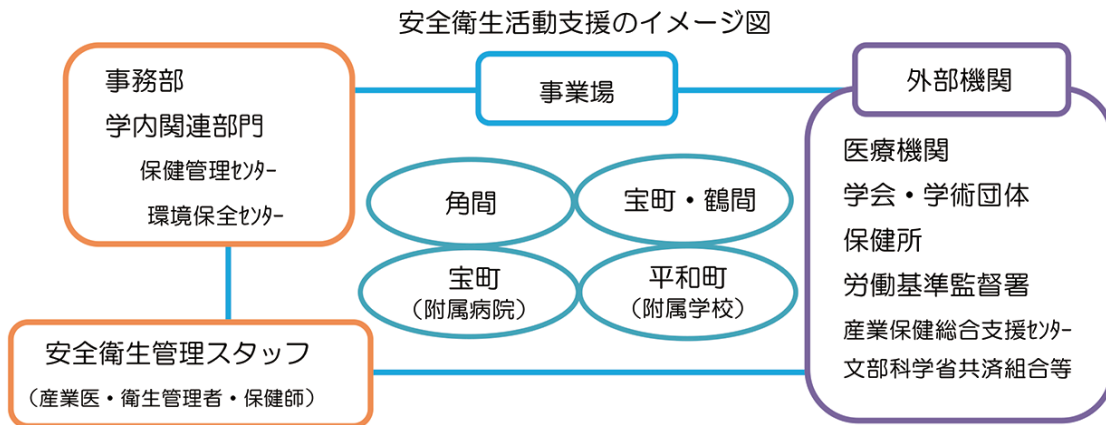 安全衛生活動支援のイメージ図
事務部
学内関連部門
保健管理ｾﾝﾀｰ
環境保全ｾﾝﾀｰ
事業場
外部機関
医療機関
学会・学術団体
保健所
労働基準監督署
産業保健総合支援ｾﾝﾀｰ
文部科学省共済組合等
角間
宝町・鶴間
宝町
（附属病院）
平和町
（附属学校）
安全衛生管理スタッフ
（産業医・衛生管理者・保健師）